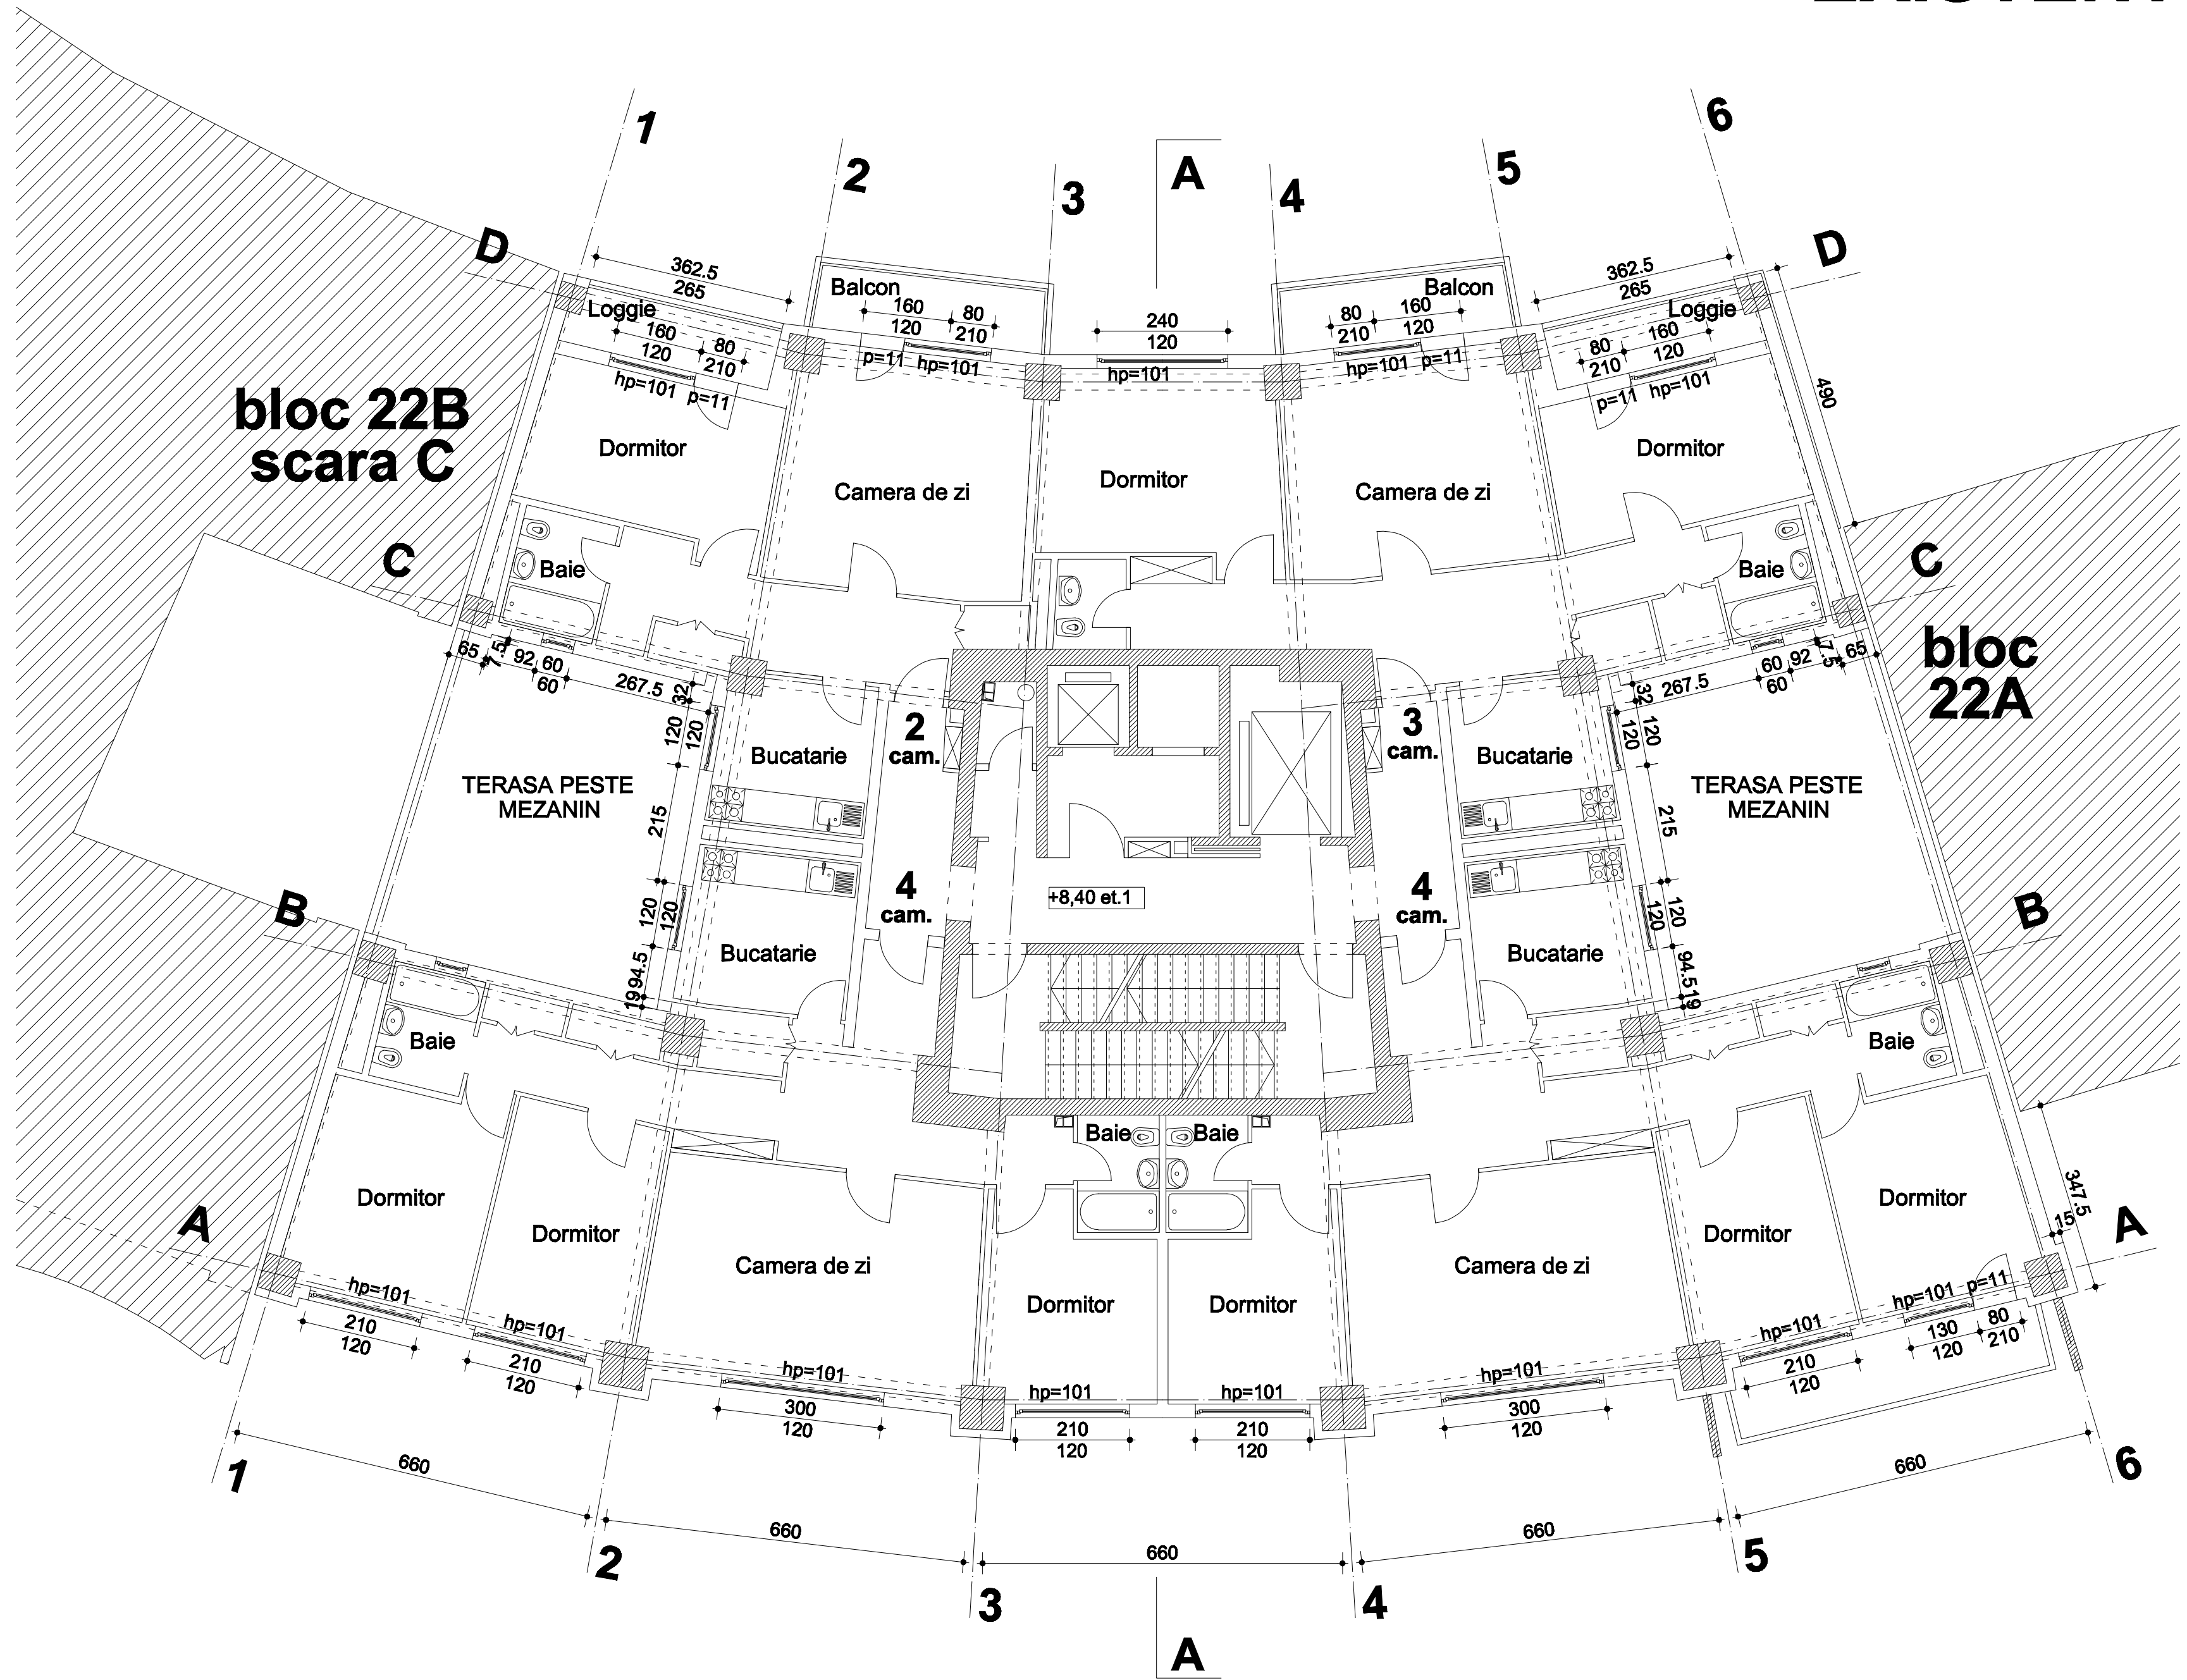 1
2
3
A
4
5
6
D
D
362.5
265
Loggie
160
120
80
210
hp=101
p=11
Balcon
160
120
80
210
p=11
hp=101
240
120
hp=101
Balcon
80
210
160
120
hp=101
p=11
362.5
265
Loggie
160
120
80
210
p=11
hp=101
490
bloc 22B
scara C
Dormitor
Camera de zi
Dormitor
Camera de zi
Dormitor
C
Baie
Baie
C
bloc
22A
65
7.5
92
60
60
267.5
32
120
120
215
120
120
94.5
19
TERASA PESTE
MEZANIN
Bucatarie
2
cam.
3
cam.
Bucatarie
60
92
60
7.5
65
267.5
32
120
120
215
120
120
94.5
19
TERASA PESTE
MEZANIN
4
cam.
+8,40 et.1
4
cam.
B
B
Bucatarie
Bucatarie
Baie
Baie
Baie
Baie
A
A
Dormitor
Dormitor
Camera de zi
Dormitor
Dormitor
Camera de zi
Dormitor
Dormitor
347.5
15
hp=101
210
120
hp=101
210
120
hp=101
300
120
hp=101
210
120
hp=101
210
120
hp=101
300
120
hp=101
210
120
hp=101
p=11
130
120
80
210
1
660
2
660
3
660
4
660
5
660
6
A